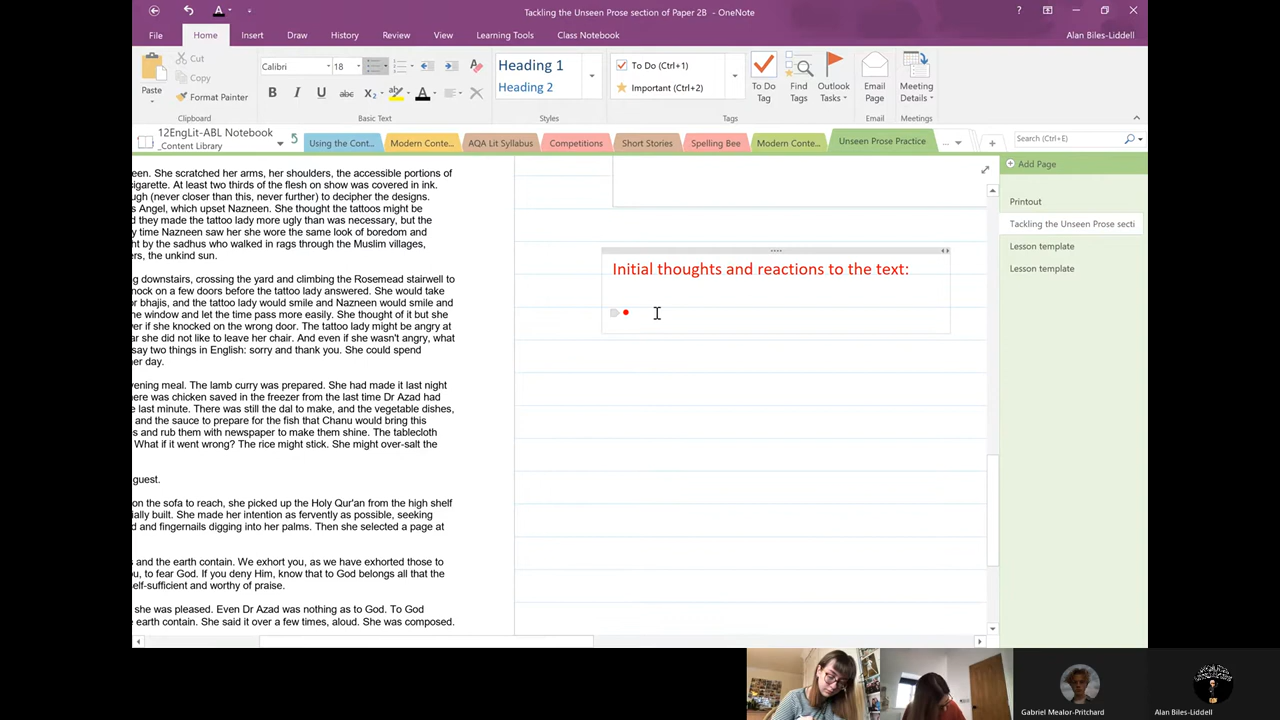 Tackling the Unseen Prose section of Paper 2B - OneNote
File Home Insert Draw History Review View Learning Tools Class Notebook Alan Biles-Liddell
Paste
Cut
Copy
Format Painter
Clipboard
Calibri 18
B I U abc X₂ A
Basic Text
Heading 1
Heading 2
Styles
To Do (Ctrl+1)
Important (Ctrl+2)
Tags
To Do Tag
Find Tags
Outlook Tasks
Email Page
Email
Meeting Details
Meetings
12EngLit-ABL Notebook
_Content Library
Using the Cont... Modern Conte... AQA Lit Syllabus Competitions Short Stories Spelling Bee Modern Conte... Unseen Prose Practice ... Search (Ctrl+E)
Add Page
Printout
Tackling the Unseen Prose secti
Lesson template
Lesson template
een. She scratched her arms, her shoulders, the accessible portions of
cigarette. At least two thirds of the flesh on show was covered in ink.
ugh (never closer than this, never further) to decipher the designs.
s Angel, which upset Nazneen. She thought the tattoos might be
d they made the tattoo lady more ugly than was necessary, but the
y time Nazneen saw her she wore the same look of boredom and
ht by the sadhus who walked in rags through the Muslim villages,
ers, the unkind sun.
ng downstairs, crossing the yard and climbing the Rosemead stairwell to
nock on a few doors before the tattoo lady answered. She would take
or bhajis, and the tattoo lady would smile and Nazneen would smile and
he window and let the time pass more easily. She thought of it but she
ver if she knocked on the wrong door. The tattoo lady might be angry at
ar she did not like to leave her chair. And even if she wasn't angry, what
say two things in English: sorry and thank you. She could spend
her day.
vening meal. The lamb curry was prepared. She had made it last night
here was chicken saved in the freezer from the last time Dr Azad had
e last minute. There was still the dal to make, and the vegetable dishes,
and the sauce to prepare for the fish that Chanu would bring this
s and rub them with newspaper to make them shine. The tablecloth
What if it went wrong? The rice might stick. She might over-salt the
guest.
on the sofa to reach, she picked up the Holy Qur'an from the high shelf
ially built. She made her intention as fervently as possible, seeking
d and fingernails digging into her palms. Then she selected a page at
s and the earth contain. We exhort you, as we have exhorted those to
ou, to fear God. If you deny Him, know that to God belongs all that the
self-sufficient and worthy of praise.
she was pleased. Even Dr Azad was nothing as to God. To God
e earth contain. She said it over a few times, aloud. She was composed.
Initial thoughts and reactions to the text:
Gabriel Mealor-Pritchard
Alan Biles-Liddell